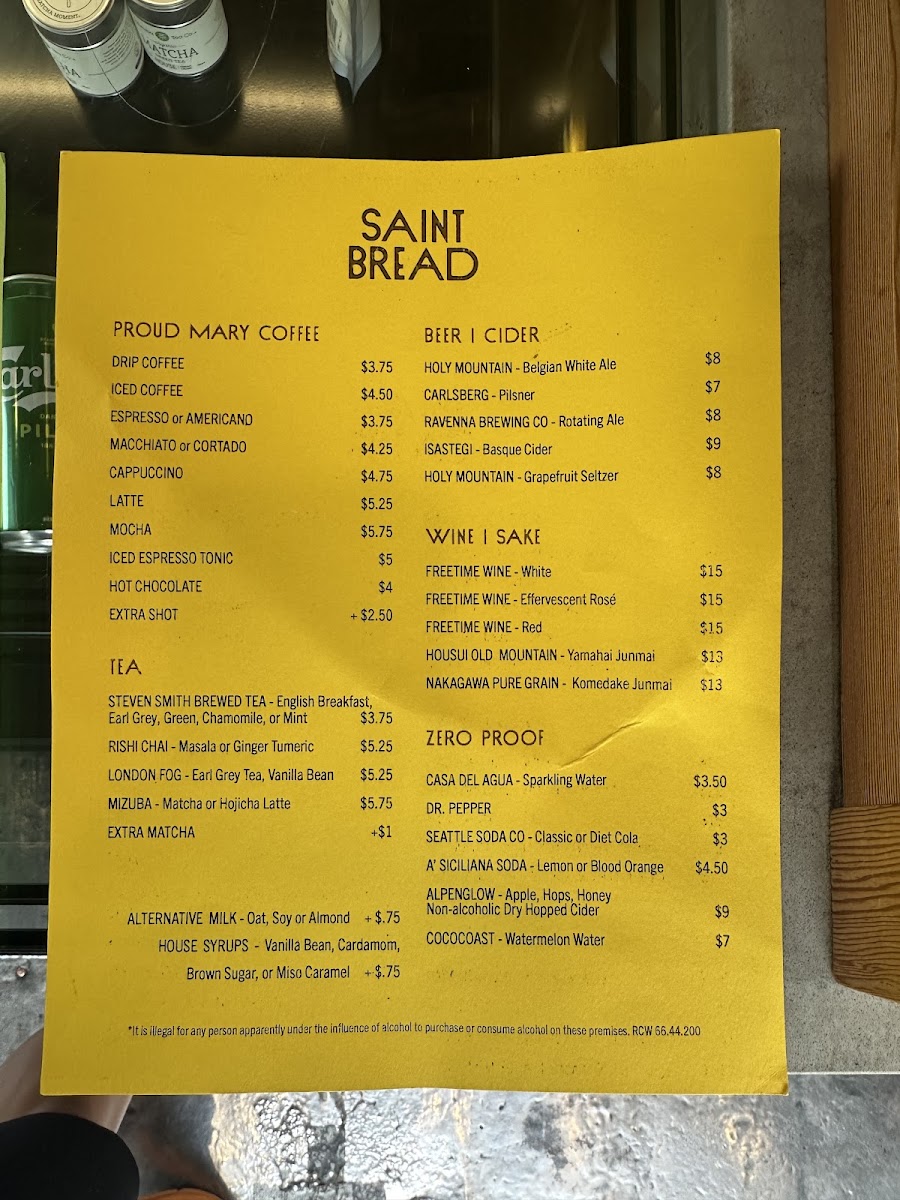 MATCHA
SAINT
BREAD
PROUD MARY COFFEE
DRIP COFFEE $3.75
ICED COFFEE $4.50
ESPRESSO or AMERICANO $3.75
MACCHIATO or CORTADO $4.25
CAPPUCCINO $4.75
LATTE $5.25
MOCHA $5.75
ICED ESPRESSO TONIC $5
HOT CHOCOLATE $4
EXTRA SHOT + $2.50
TEA
STEVEN SMITH BREWED TEA - English Breakfast,
Earl Grey, Green, Chamomile, or Mint $3.75
RISHI CHAI - Masala or Ginger Tumeric $5.25
LONDON FOG - Earl Grey Tea, Vanilla Bean $5.25
MIZUBA - Matcha or Hojicha Latte $5.75
EXTRA MATCHA +$1
ALTERNATIVE MILK - Oat, Soy or Almond + $.75
HOUSE SYRUPS - Vanilla Bean, Cardamom,
Brown Sugar, or Miso Caramel + $.75
BEER | CIDER
HOLY MOUNTAIN - Belgian White Ale $8
CARLSBERG - Pilsner $7
RAVENNA BREWING CO - Rotating Ale $8
ISASTEGI - Basque Cider $9
HOLY MOUNTAIN - Grapefruit Seltzer $8
WINE | SAKE
FREETIME WINE - White $15
FREETIME WINE - Effervescent Rosé $15
FREETIME WINE - Red $15
HOUSUI OLD MOUNTAIN - Yamahai Junmai $13
NAKAGAWA PURE GRAIN - Komedake Junmai $13
ZERO PROOF
CASA DEL AGUA - Sparkling Water $3.50
DR. PEPPER $3
SEATTLE SODA CO - Classic or Diet Cola $3
A' SICILIANA SODA - Lemon or Blood Orange $4.50
ALPENGLOW - Apple, Hops, Honey
Non-alcoholic Dry Hopped Cider $9
COCOCOAST - Watermelon Water $7
*It is illegal for any person apparently under the influence of alcohol to purchase or consume alcohol on these premises. RCW 66.44.200